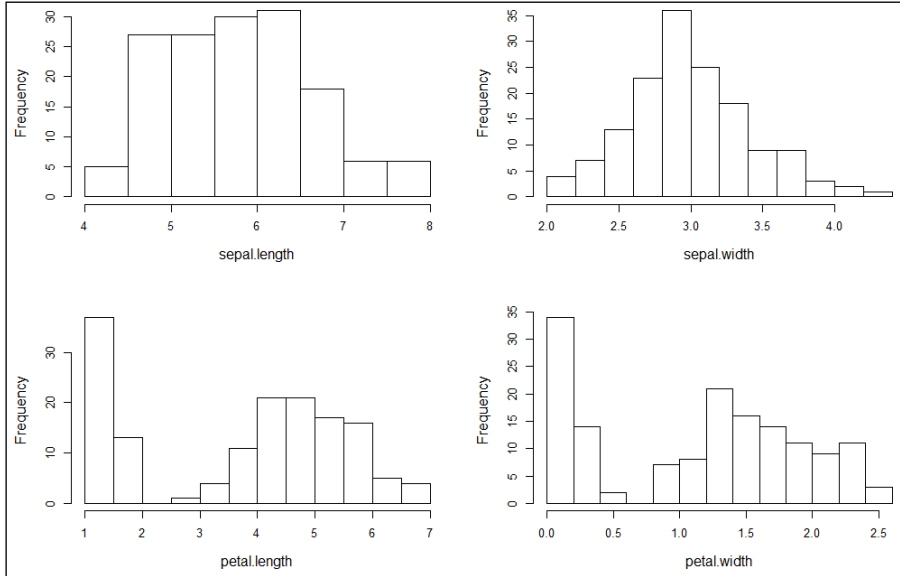 Frequency
0 5 10 15 20 25 30
4 5 6 7 8
sepal.length
Frequency
0 5 10 15 20 25 30 35
2.0 2.5 3.0 3.5 4.0
sepal.width
Frequency
0 10 20 30
1 2 3 4 5 6 7
petal.length
Frequency
0 5 10 15 20 25 30 35
0.0 0.5 1.0 1.5 2.0 2.5
petal.width